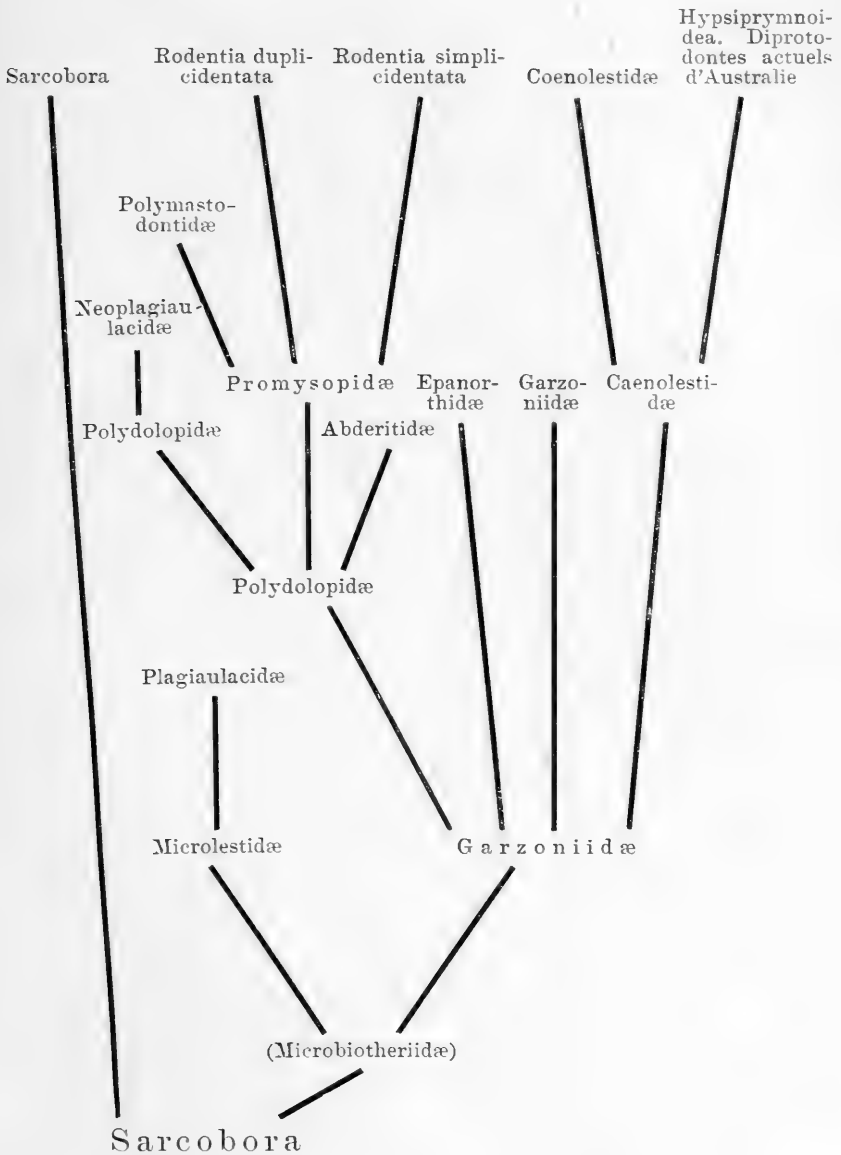 Hypsiprymnoi-
dea. Diproto-
dontes actuels
d'Australie
Sarcobora
Rodentia dupli-
cidentata
Rodentia simpli-
cidentata
Coenolestidæ
Polymasto-
dontidæ
Neoplagiau-
lacidæ
Promysopidæ
Epanor-
thidæ
Garzo-
niidæ
Caenolesti-
dæ
Polydolopidæ
Abderitidæ
Polydolopidæ
Plagiaulacidæ
Microlestidæ
Garzoniidæ
(Microbiotheriidæ)
Sarcobora